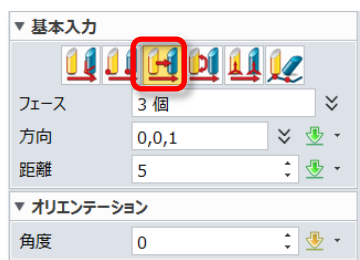 ▼ 基本入力
フェース 3 個
方向 0,0,1
距離 5
▼ オリエンテーション
角度 0